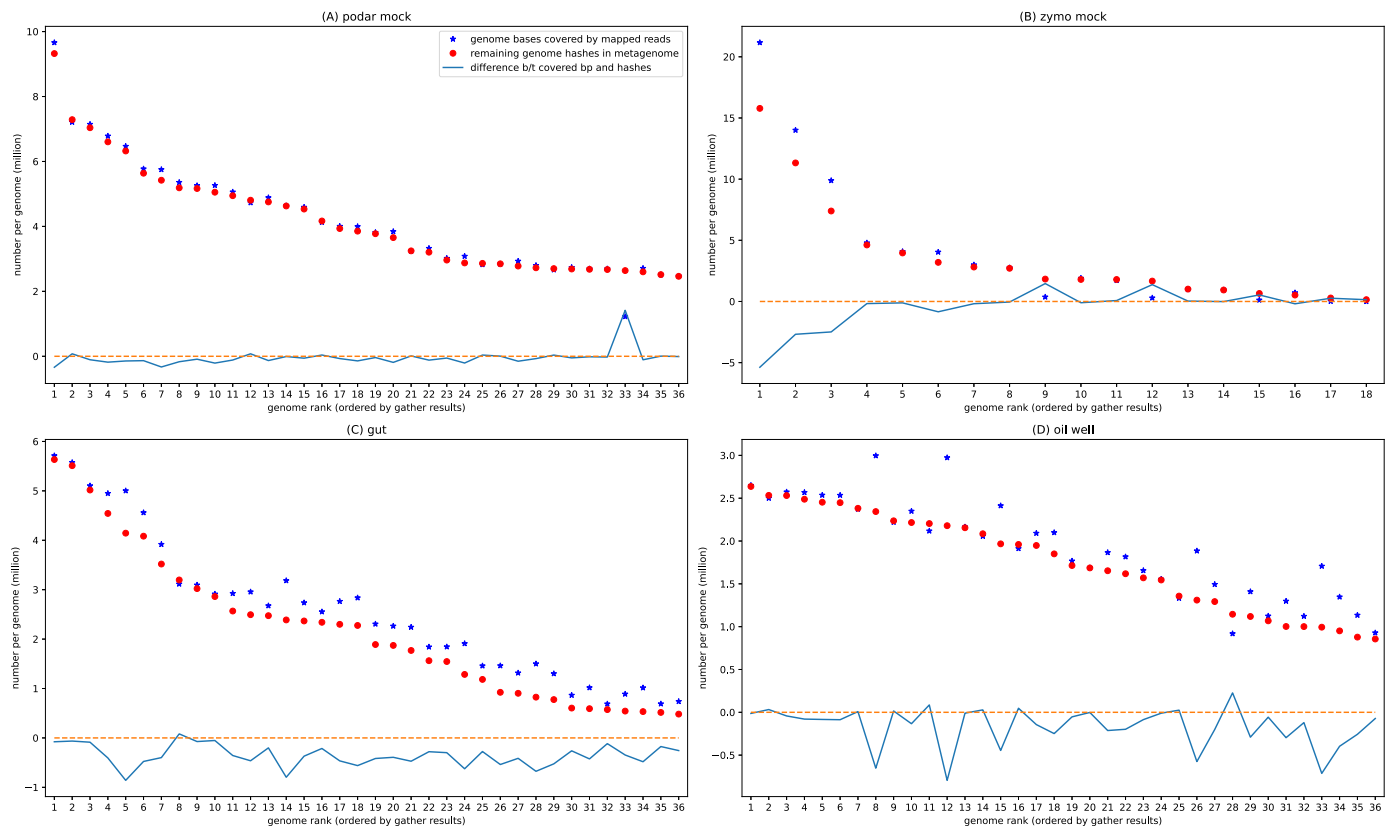 (A) podar mock
number per genome (million)
10
8
6
4
2
0
genome bases covered by mapped reads
remaining genome hashes in metagenome
difference b/t covered bp and hashes
1 2 3 4 5 6 7 8 9 10 11 12 13 14 15 16 17 18 19 20 21 22 23 24 25 26 27 28 29 30 31 32 33 34 35 36
genome rank (ordered by gather results)
(B) zymo mock
number per genome (million)
20
15
10
5
0
−5
1 2 3 4 5 6 7 8 9 10 11 12 13 14 15 16 17 18
genome rank (ordered by gather results)
(C) gut
number per genome (million)
6
5
4
3
2
1
0
−1
1 2 3 4 5 6 7 8 9 10 11 12 13 14 15 16 17 18 19 20 21 22 23 24 25 26 27 28 29 30 31 32 33 34 35 36
genome rank (ordered by gather results)
(D) oil well
number per genome (million)
3.0
2.5
2.0
1.5
1.0
0.5
0.0
−0.5
1 2 3 4 5 6 7 8 9 10 11 12 13 14 15 16 17 18 19 20 21 22 23 24 25 26 27 28 29 30 31 32 33 34 35 36
genome rank (ordered by gather results)